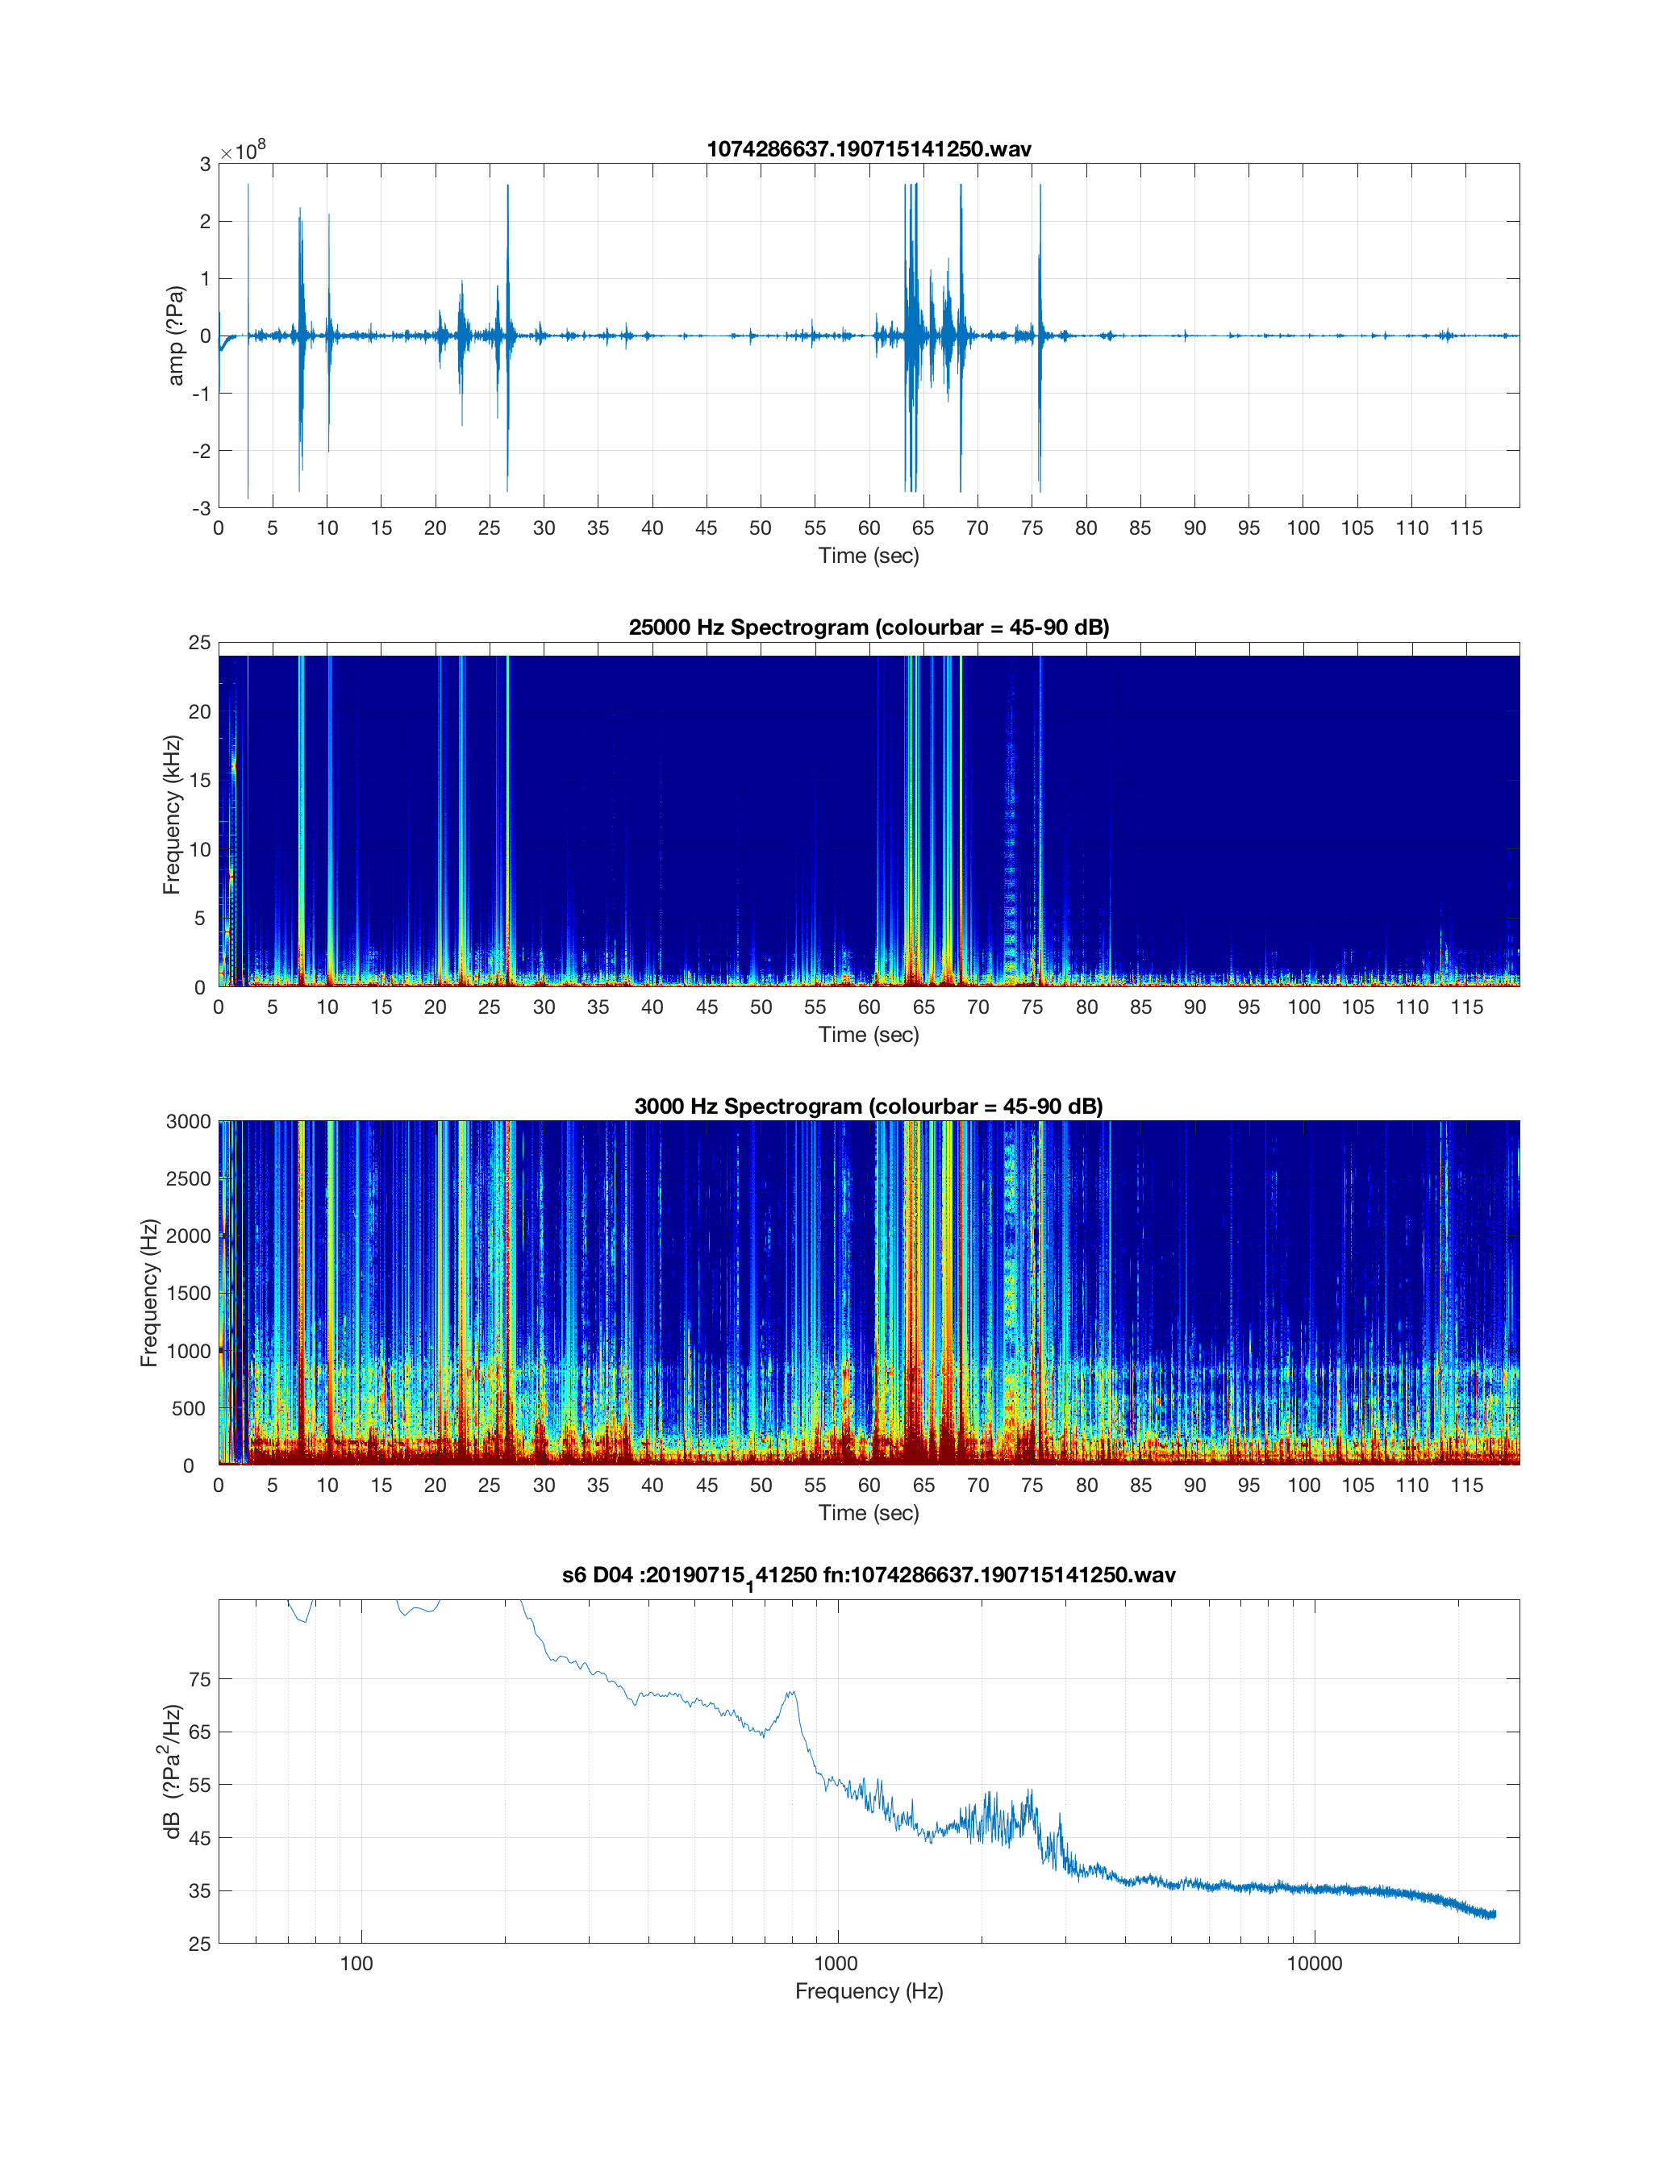 1074286637.190715141250.wav
×10^8
3
2
1
0
-1
-2
-3
amp (?Pa)
0 5 10 15 20 25 30 35 40 45 50 55 60 65 70 75 80 85 90 95 100 105 110 115
Time (sec)
25000 Hz Spectrogram (colourbar = 45-90 dB)
25
20
15
10
5
0
Frequency (kHz)
0 5 10 15 20 25 30 35 40 45 50 55 60 65 70 75 80 85 90 95 100 105 110 115
Time (sec)
3000 Hz Spectrogram (colourbar = 45-90 dB)
3000
2500
2000
1500
1000
500
0
Frequency (Hz)
0 5 10 15 20 25 30 35 40 45 50 55 60 65 70 75 80 85 90 95 100 105 110 115
Time (sec)
s6 D04 :20190715_141250 fn:1074286637.190715141250.wav
75
65
55
45
35
25
dB (?Pa^2/Hz)
100 1000 10000
Frequency (Hz)